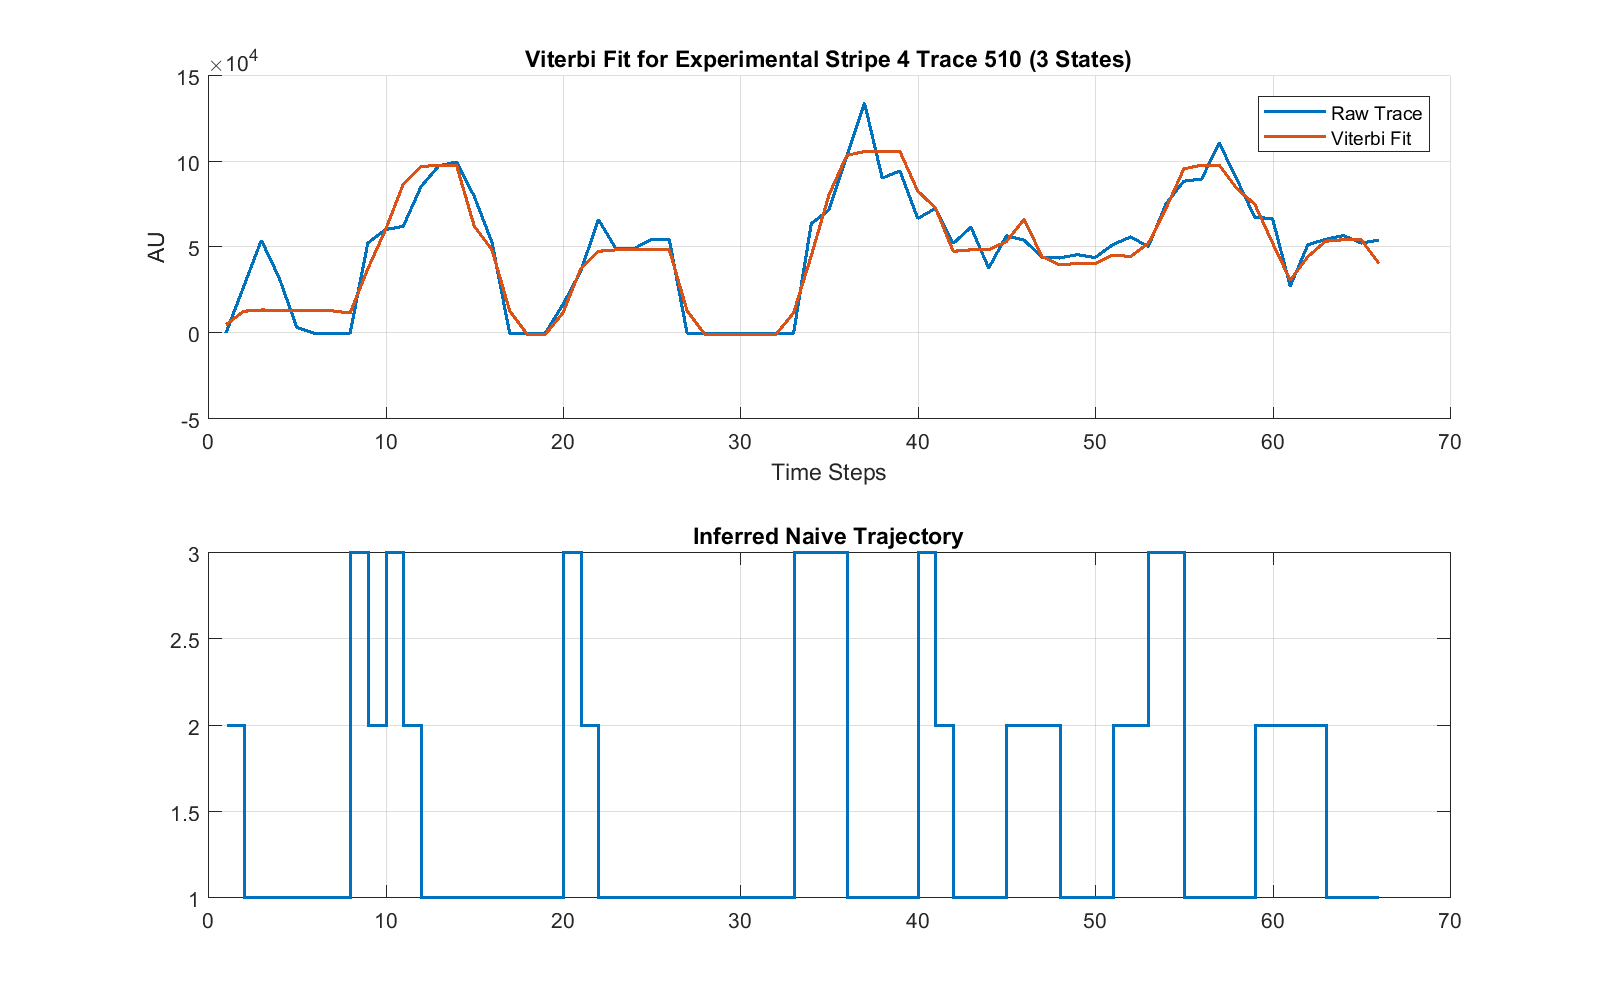 Viterbi Fit for Experimental Stripe 4 Trace 510 (3 States)
×10^4
15
10
5
0
-5
AU
Raw Trace
Viterbi Fit
0 10 20 30 40 50 60 70
Time Steps
Inferred Naive Trajectory
3
2.5
2
1.5
1
0 10 20 30 40 50 60 70